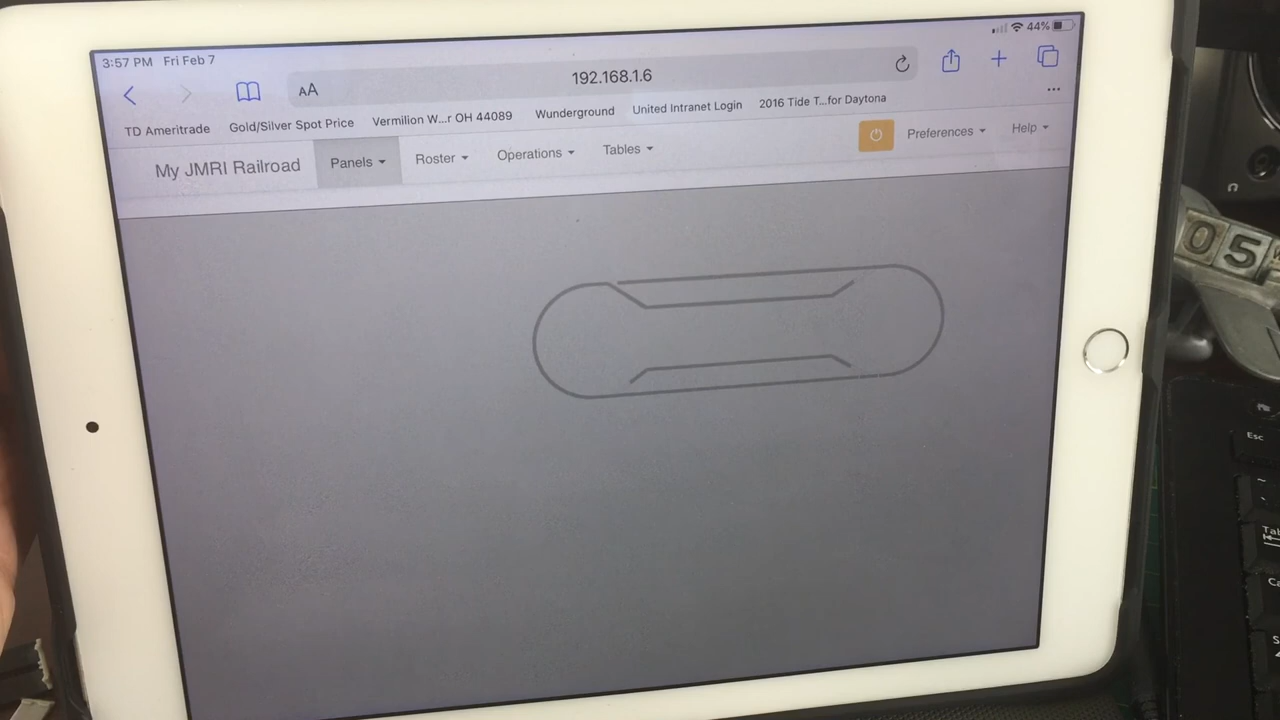 3:57 PM Fri Feb 7
44%
AA
192.168.1.6
TD Ameritrade
Gold/Silver Spot Price
Vermilion W...r OH 44089
Wunderground
United Intranet Login
2016 Tide T...for Daytona
My JMRI Railroad
Panels
Roster
Operations
Tables
Preferences
Help
05
Esc